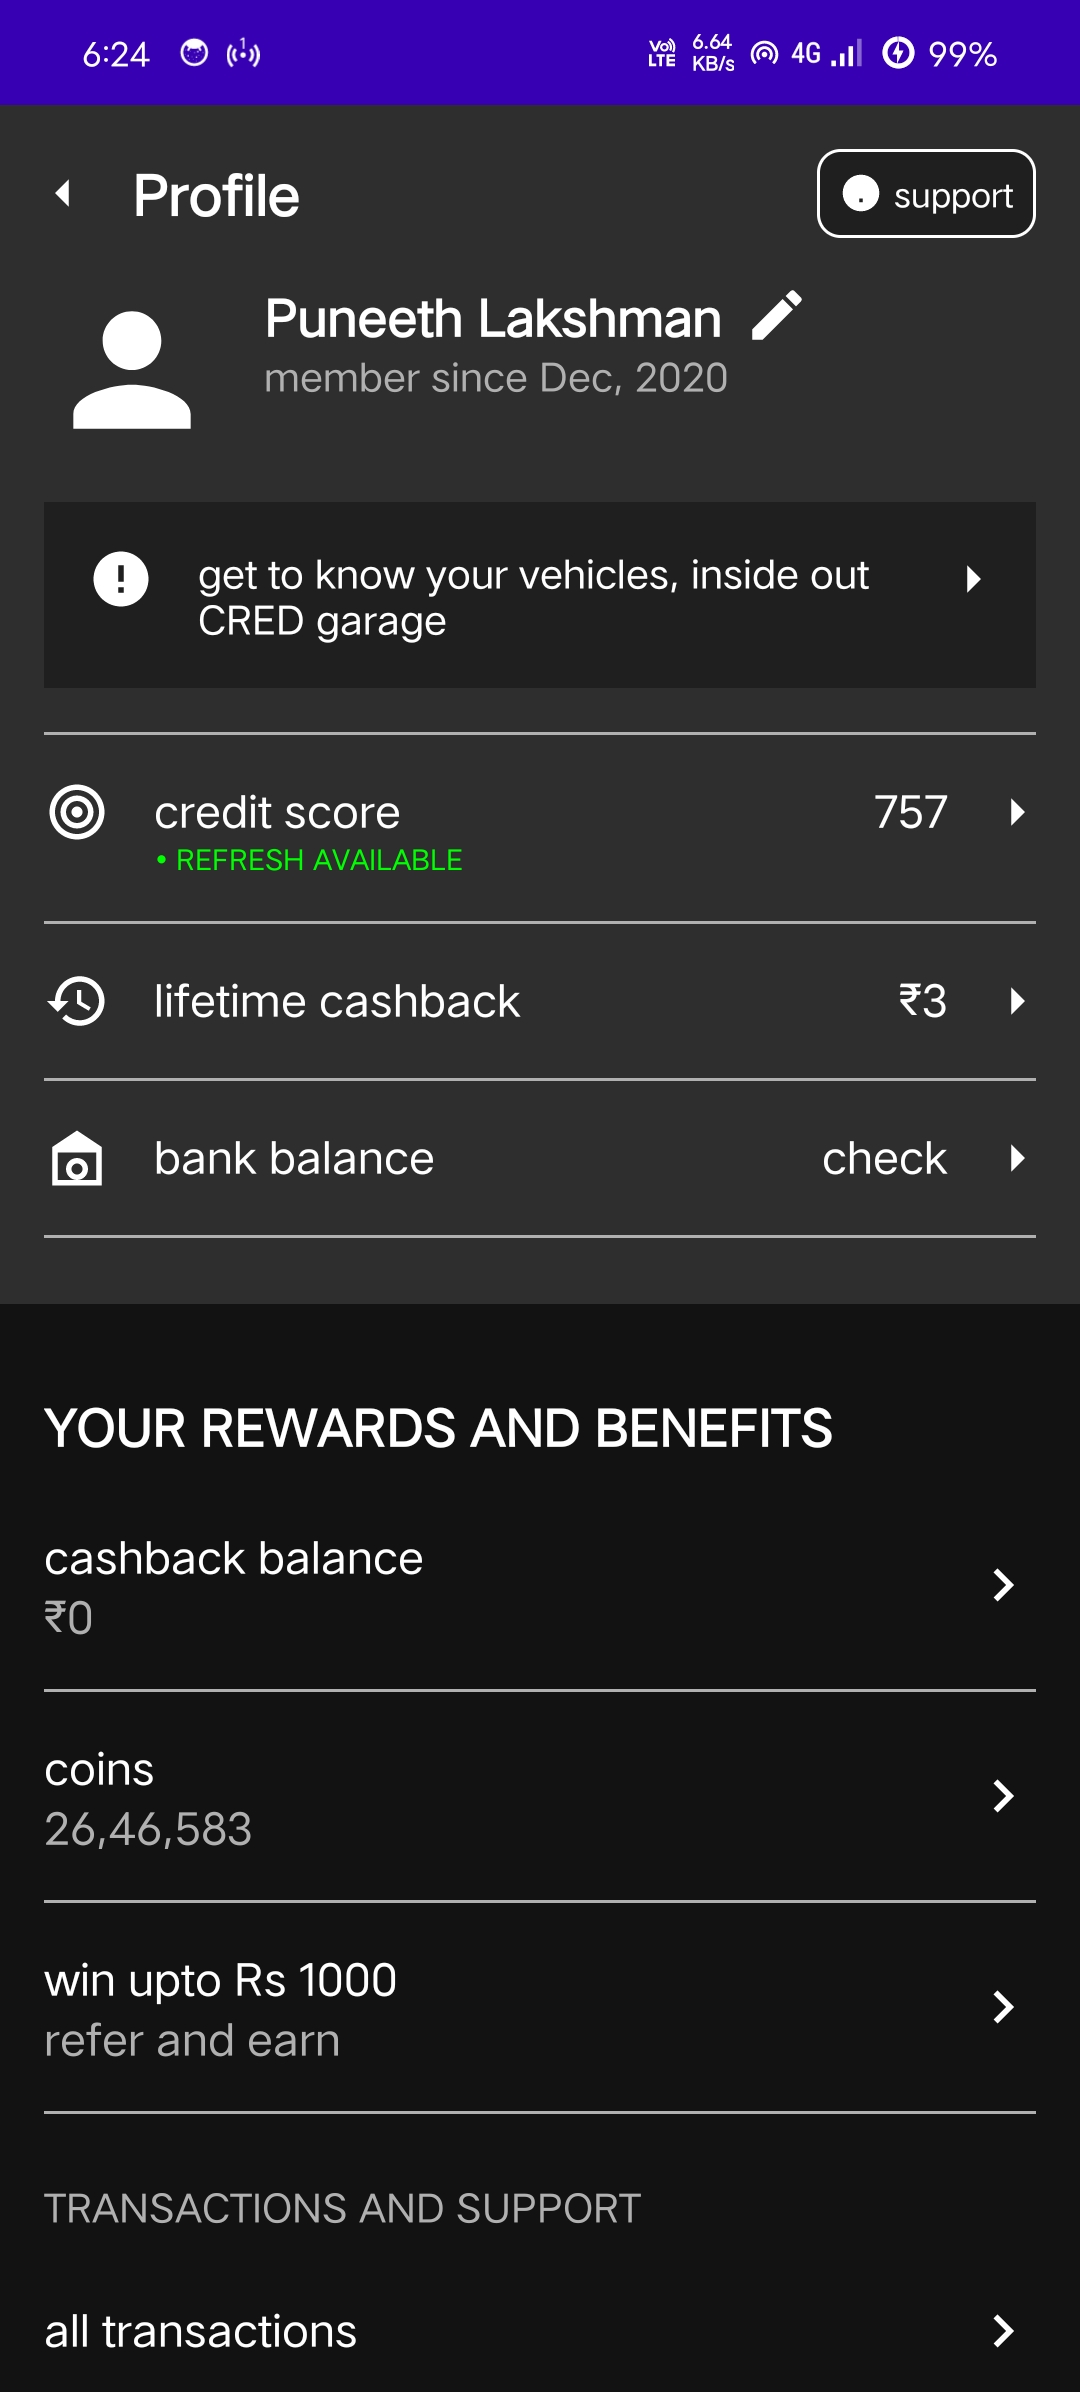 6:24
1
Vo)) LTE 6.64 KB/s 4G 99%
Profile
support
Puneeth Lakshman
member since Dec, 2020
get to know your vehicles, inside out
CRED garage
credit score 757
• REFRESH AVAILABLE
lifetime cashback ₹3
bank balance check
YOUR REWARDS AND BENEFITS
cashback balance
₹0
coins
26,46,583
win upto Rs 1000
refer and earn
TRANSACTIONS AND SUPPORT
all transactions